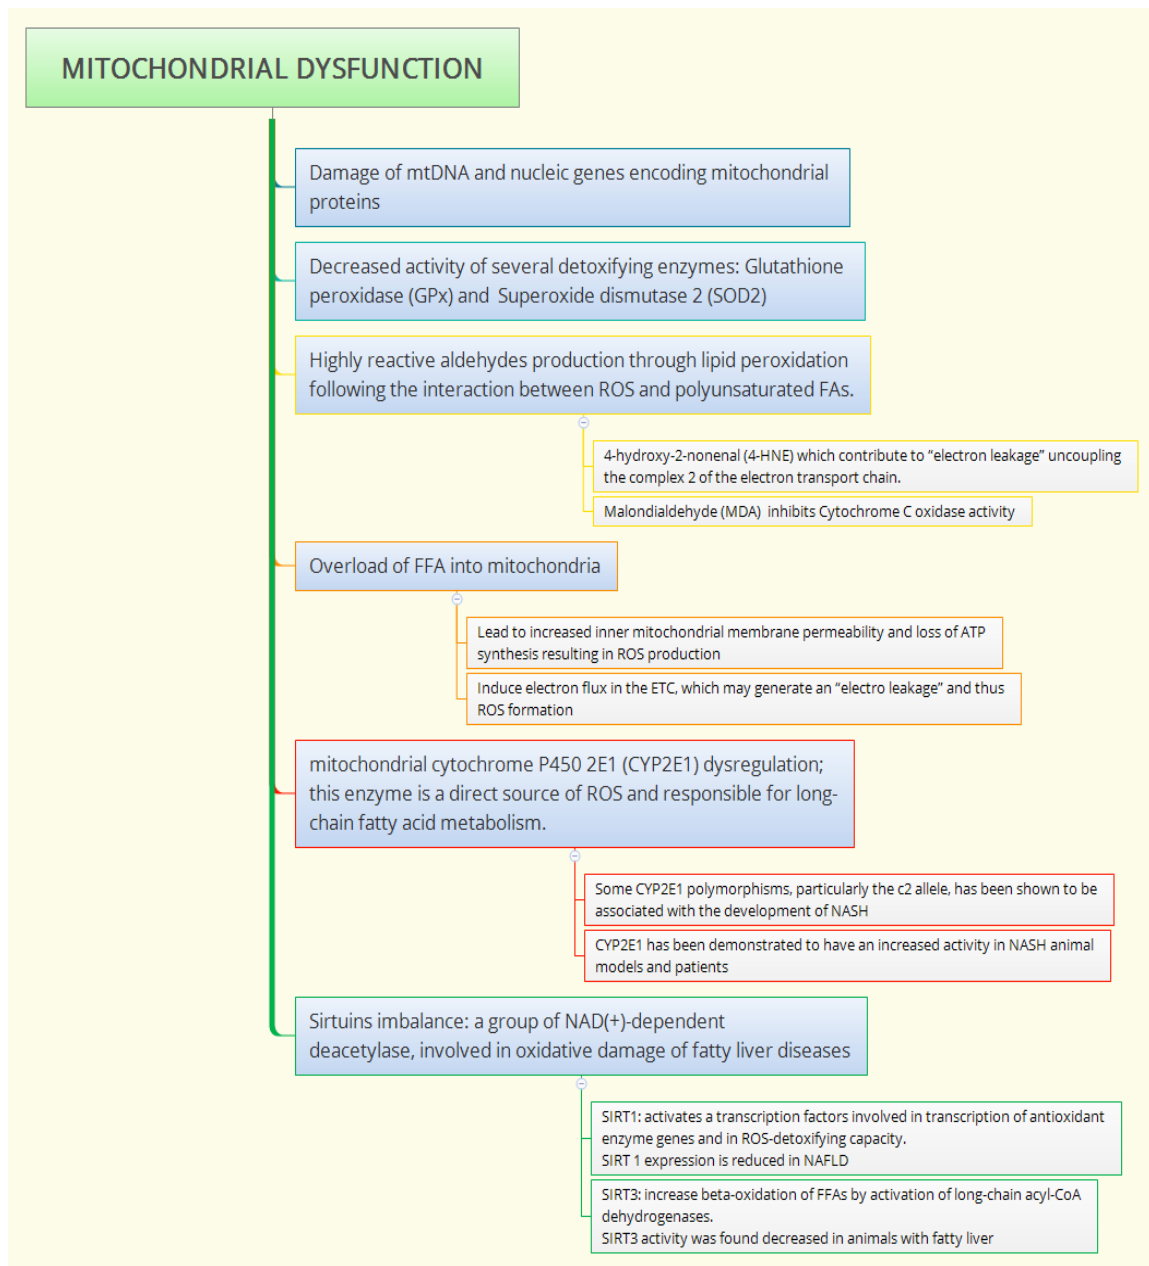 MITOCHONDRIAL DYSFUNCTION
Damage of mtDNA and nucleic genes encoding mitochondrial
proteins
Decreased activity of several detoxifying enzymes: Glutathione
peroxidase (GPx) and  Superoxide dismutase 2 (SOD2)
Highly reactive aldehydes production through lipid peroxidation
following the interaction between ROS and polyunsaturated FAs.
4-hydroxy-2-nonenal (4-HNE) which contribute to “electron leakage” uncoupling
the complex 2 of the electron transport chain.
Malondialdehyde (MDA)  inhibits Cytochrome C oxidase activity
Overload of FFA into mitochondria
Lead to increased inner mitochondrial membrane permeability and loss of ATP
synthesis resulting in ROS production
Induce electron flux in the ETC, which may generate an “electro leakage” and thus
ROS formation
mitochondrial cytochrome P450 2E1 (CYP2E1) dysregulation;
this enzyme is a direct source of ROS and responsible for long-
chain fatty acid metabolism.
Some CYP2E1 polymorphisms, particularly the c2 allele, has been shown to be
associated with the development of NASH
CYP2E1 has been demonstrated to have an increased activity in NASH animal
models and patients
Sirtuins imbalance: a group of NAD(+)-dependent
deacetylase, involved in oxidative damage of fatty liver diseases
SIRT1: activates a transcription factors involved in transcription of antioxidant
enzyme genes and in ROS-detoxifying capacity.
SIRT 1 expression is reduced in NAFLD
SIRT3: increase beta-oxidation of FFAs by activation of long-chain acyl-CoA
dehydrogenases.
SIRT3 activity was found decreased in animals with fatty liver